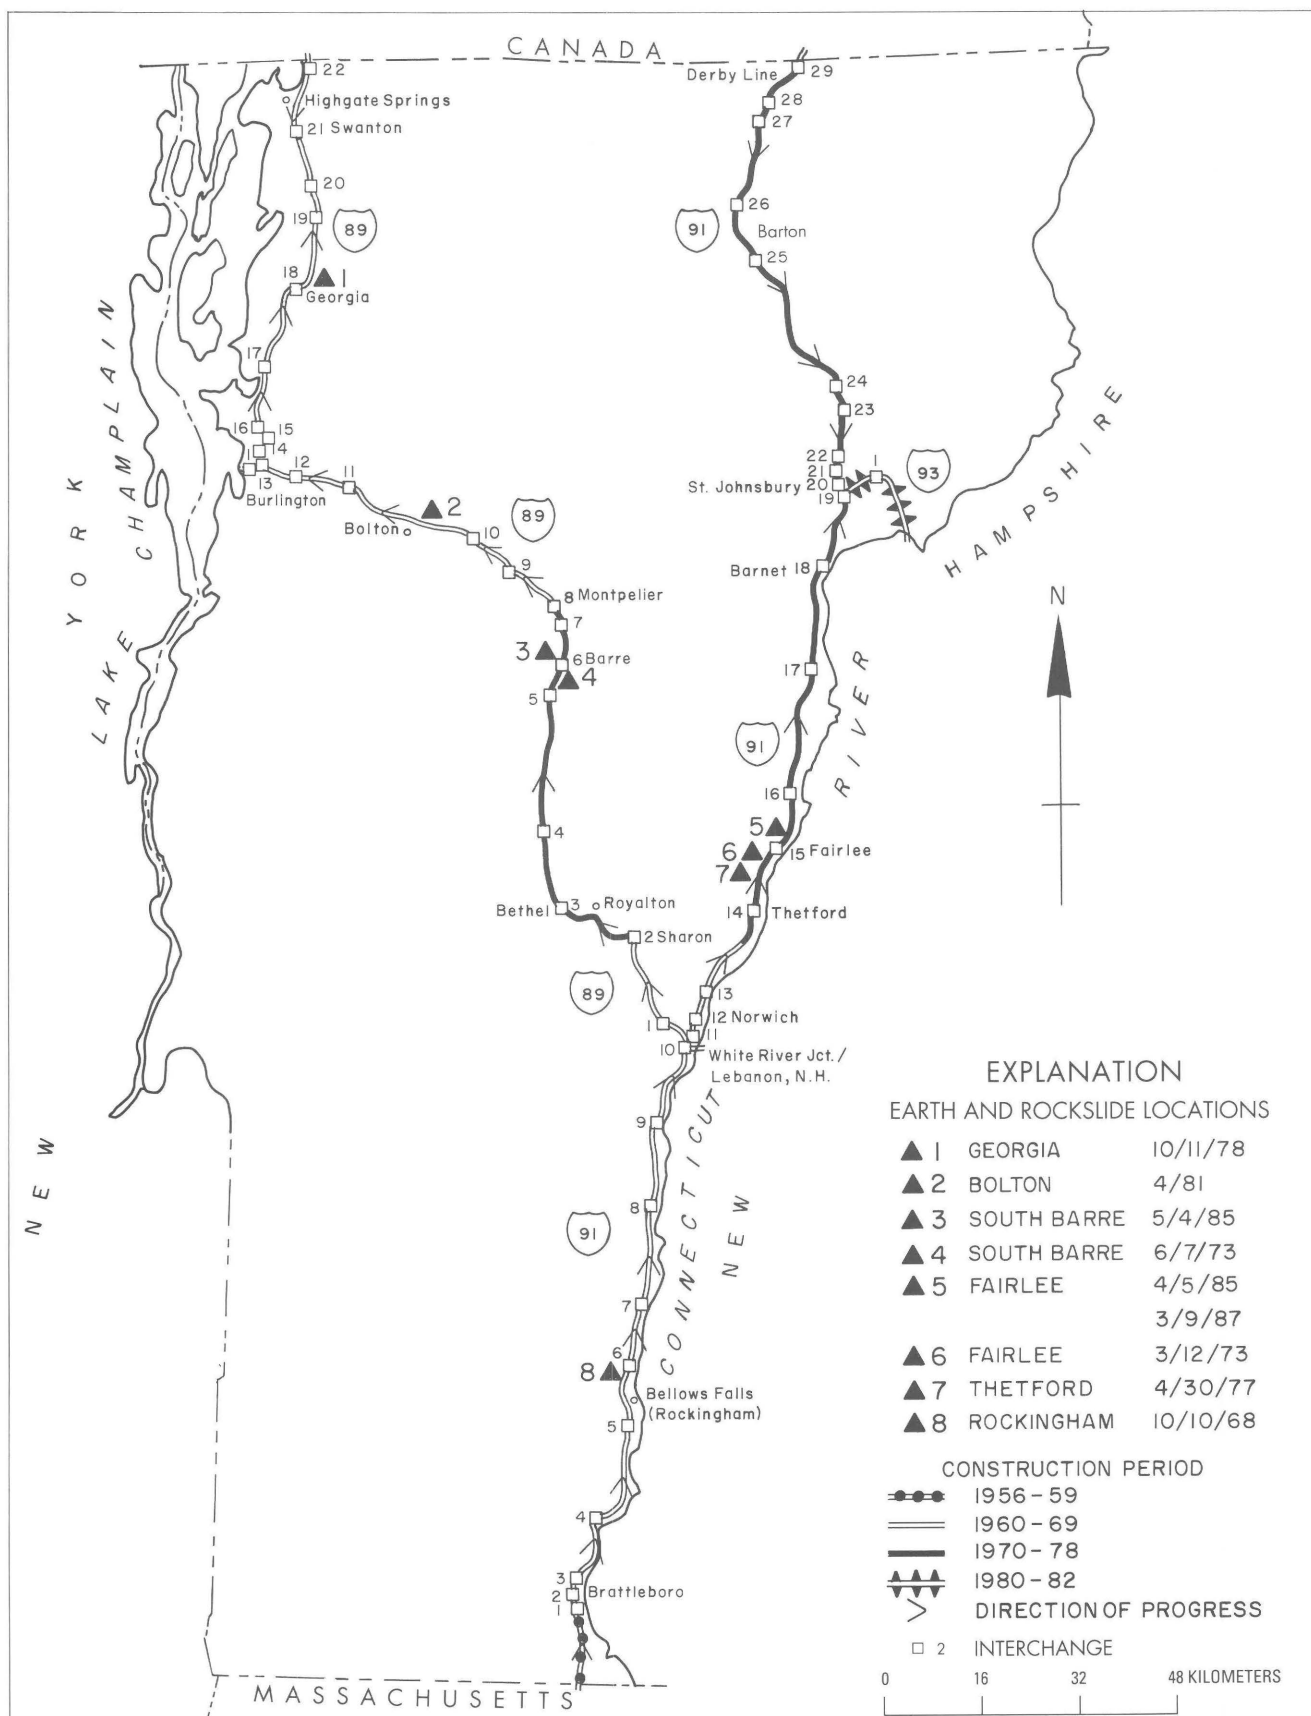 CANADA
22
Highgate Springs
21 Swanton
20
19
89
18
1
Georgia
17
16
15
14
1
13
12
11
Burlington
2
Bolton
10
89
9
8 Montpelier
7
3
6 Barre
4
5
4
Bethel
3
Royalton
2 Sharon
89
1
Derby Line
29
28
27
26
91
Barton
25
24
23
22
21
St. Johnsbury
20
19
1
93
Barnet
18
17
91
16
5
6
15 Fairlee
7
14
Thetford
13
12 Norwich
11
10
White River Jct./
Lebanon, N.H.
9
8
91
7
6
8
Bellows Falls
(Rockingham)
5
4
3
2
Brattleboro
1
MASSACHUSETTS
NEW
YORK
LAKE
CHAMPLAIN
CONNECTICUT
RIVER
NEW
HAMPSHIRE
N
EXPLANATION
EARTH AND ROCKSLIDE LOCATIONS
1 GEORGIA 10/11/78
2 BOLTON 4/81
3 SOUTH BARRE 5/4/85
4 SOUTH BARRE 6/7/73
5 FAIRLEE 4/5/85
3/9/87
6 FAIRLEE 3/12/73
7 THETFORD 4/30/77
8 ROCKINGHAM 10/10/68
CONSTRUCTION PERIOD
1956-59
1960-69
1970-78
1980-82
DIRECTION OF PROGRESS
2 INTERCHANGE
0 16 32 48 KILOMETERS